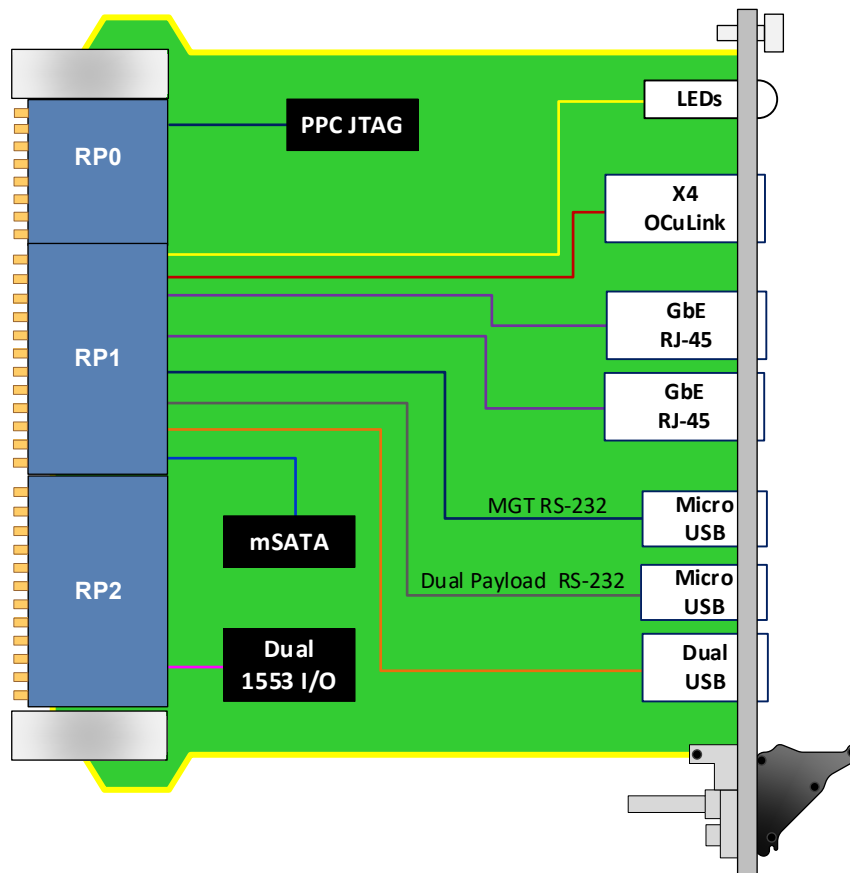 LEDs
RP0
PPC JTAG
X4
OCuLink
GbE
RJ-45
RP1
GbE
RJ-45
MGT RS-232
Micro
USB
mSATA
Dual Payload  RS-232
Micro
USB
RP2
Dual
1553 I/O
Dual
USB